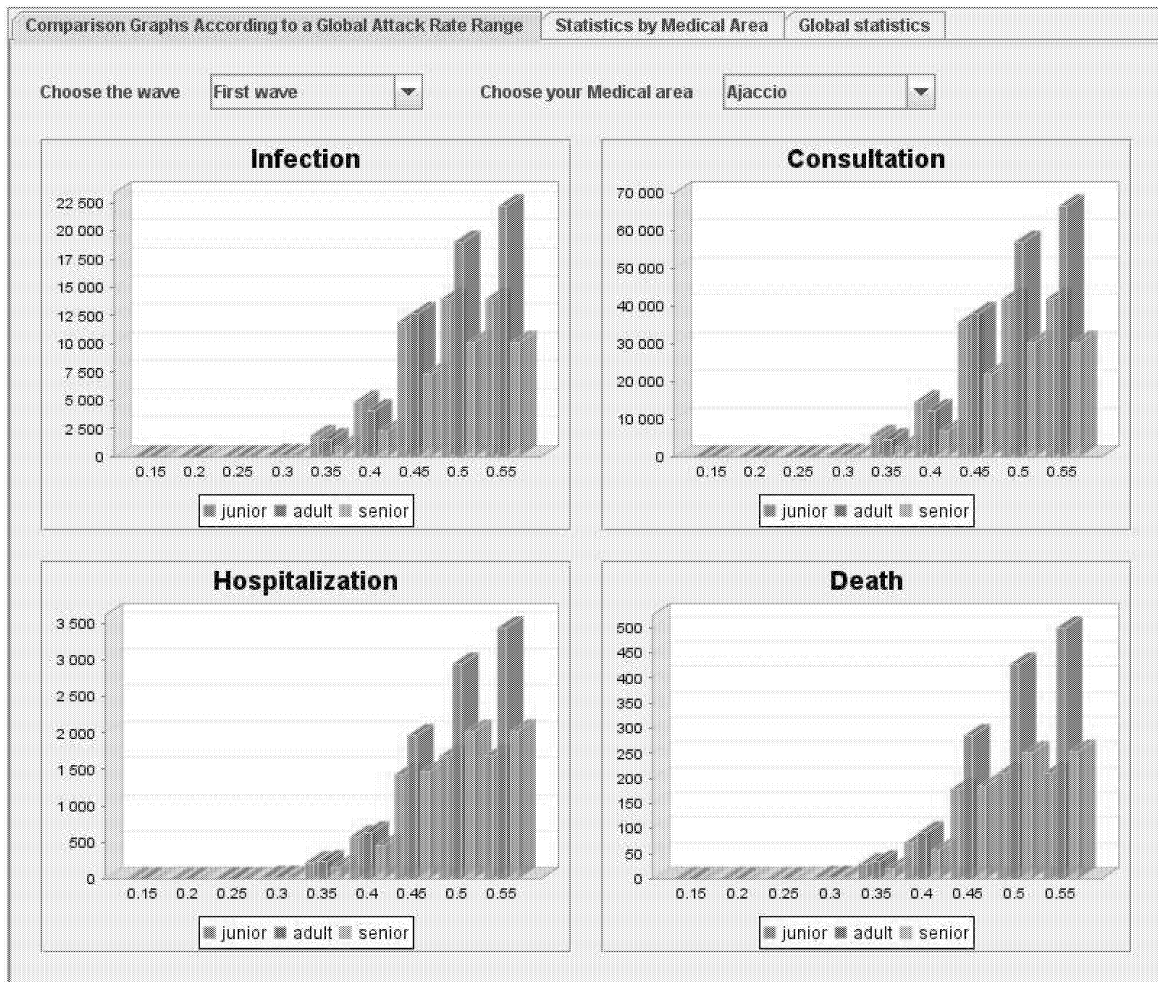 Comparison Graphs According to a Global Attack Rate Range Statistics by Medical Area Global statistics
Choose the wave First wave Choose your Medical area Ajaccio
Infection
22 500
20 000
17 500
15 000
12 500
10 000
7 500
5 000
2 500
0
0.15 0.2 0.25 0.3 0.35 0.4 0.45 0.5 0.55
junior adult senior
Consultation
70 000
60 000
50 000
40 000
30 000
20 000
10 000
0
0.15 0.2 0.25 0.3 0.35 0.4 0.45 0.5 0.55
junior adult senior
Hospitalization
3 500
3 000
2 500
2 000
1 500
1 000
500
0
0.15 0.2 0.25 0.3 0.35 0.4 0.45 0.5 0.55
junior adult senior
Death
500
450
400
350
300
250
200
150
100
50
0
0.15 0.2 0.25 0.3 0.35 0.4 0.45 0.5 0.55
junior adult senior